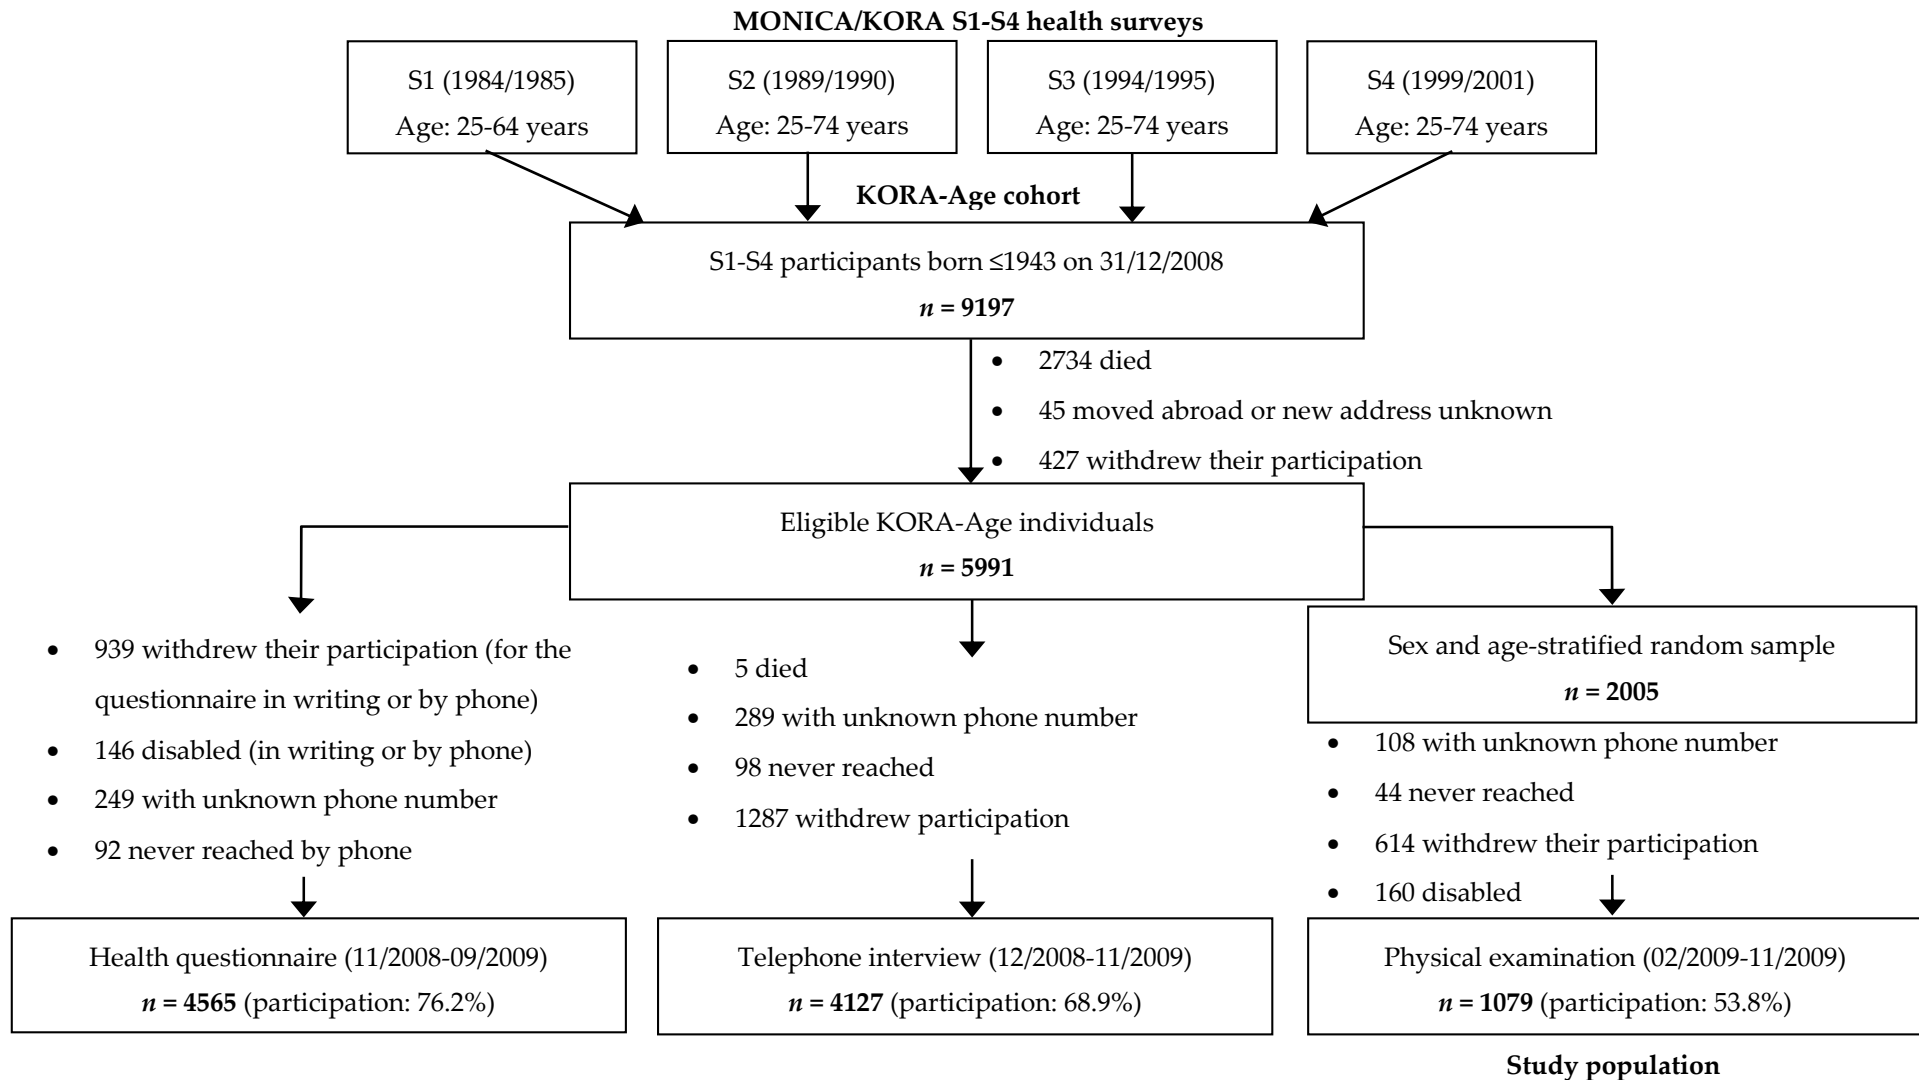 MONICA/KORA S1-S4 health surveys
S1 (1984/1985)
Age: 25-64 years
S2 (1989/1990)
Age: 25-74 years
S3 (1994/1995)
Age: 25-74 years
S4 (1999/2001)
Age: 25-74 years
KORA-Age cohort
S1-S4 participants born ≤1943 on 31/12/2008
n = 9197
• 2734 died
• 45 moved abroad or new address unknown
• 427 withdrew their participation
Eligible KORA-Age individuals
n = 5991
• 939 withdrew their participation (for the
questionnaire in writing or by phone)
• 146 disabled (in writing or by phone)
• 249 with unknown phone number
• 92 never reached by phone
• 5 died
• 289 with unknown phone number
• 98 never reached
• 1287 withdrew participation
Sex and age-stratified random sample
n = 2005
• 108 with unknown phone number
• 44 never reached
• 614 withdrew their participation
• 160 disabled
Health questionnaire (11/2008-09/2009)
n = 4565 (participation: 76.2%)
Telephone interview (12/2008-11/2009)
n = 4127 (participation: 68.9%)
Physical examination (02/2009-11/2009)
n = 1079 (participation: 53.8%)
Study population